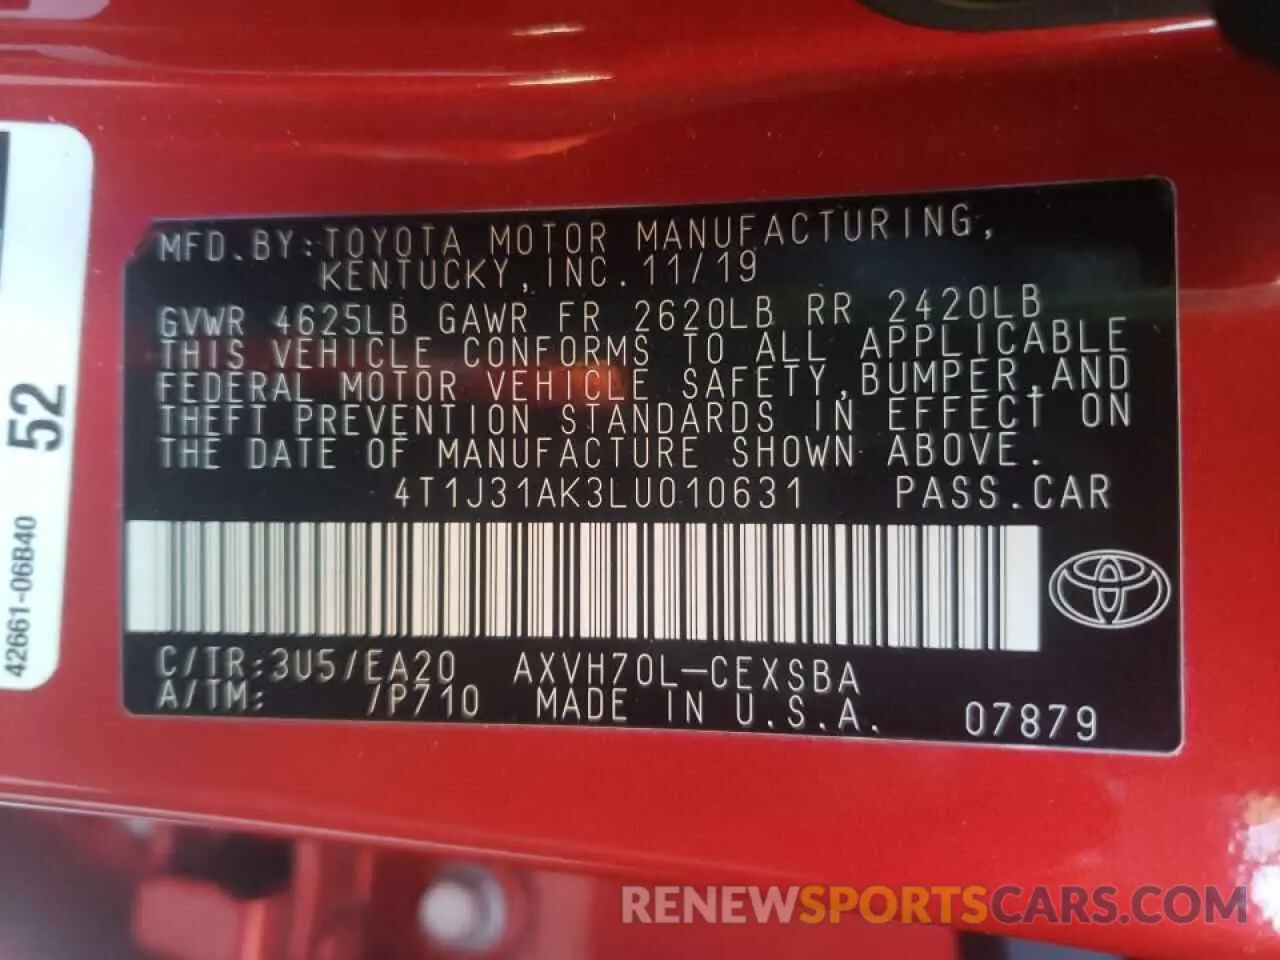 MFD.BY:TOYOTA MOTOR MANUFACTURING,
KENTUCKY,INC.11/19
GVWR 4625LB GAWR FR 2620LB RR 2420LB
THIS VEHICLE CONFORMS TO ALL APPLICABLE
FEDERAL MOTOR VEHICLE SAFETY,BUMPER,AND
THEFT PREVENTION STANDARDS IN EFFECT ON
THE DATE OF MANUFACTURE SHOWN ABOVE.
4T1J31AK3LU010631 PASS.CAR
C/TR:3U5/EA20 AXVH70L-CEXSBA
A/TM: /P710 MADE IN U.S.A. 07879
52
42661-06B40
RENEWSPORTSCARS.COM